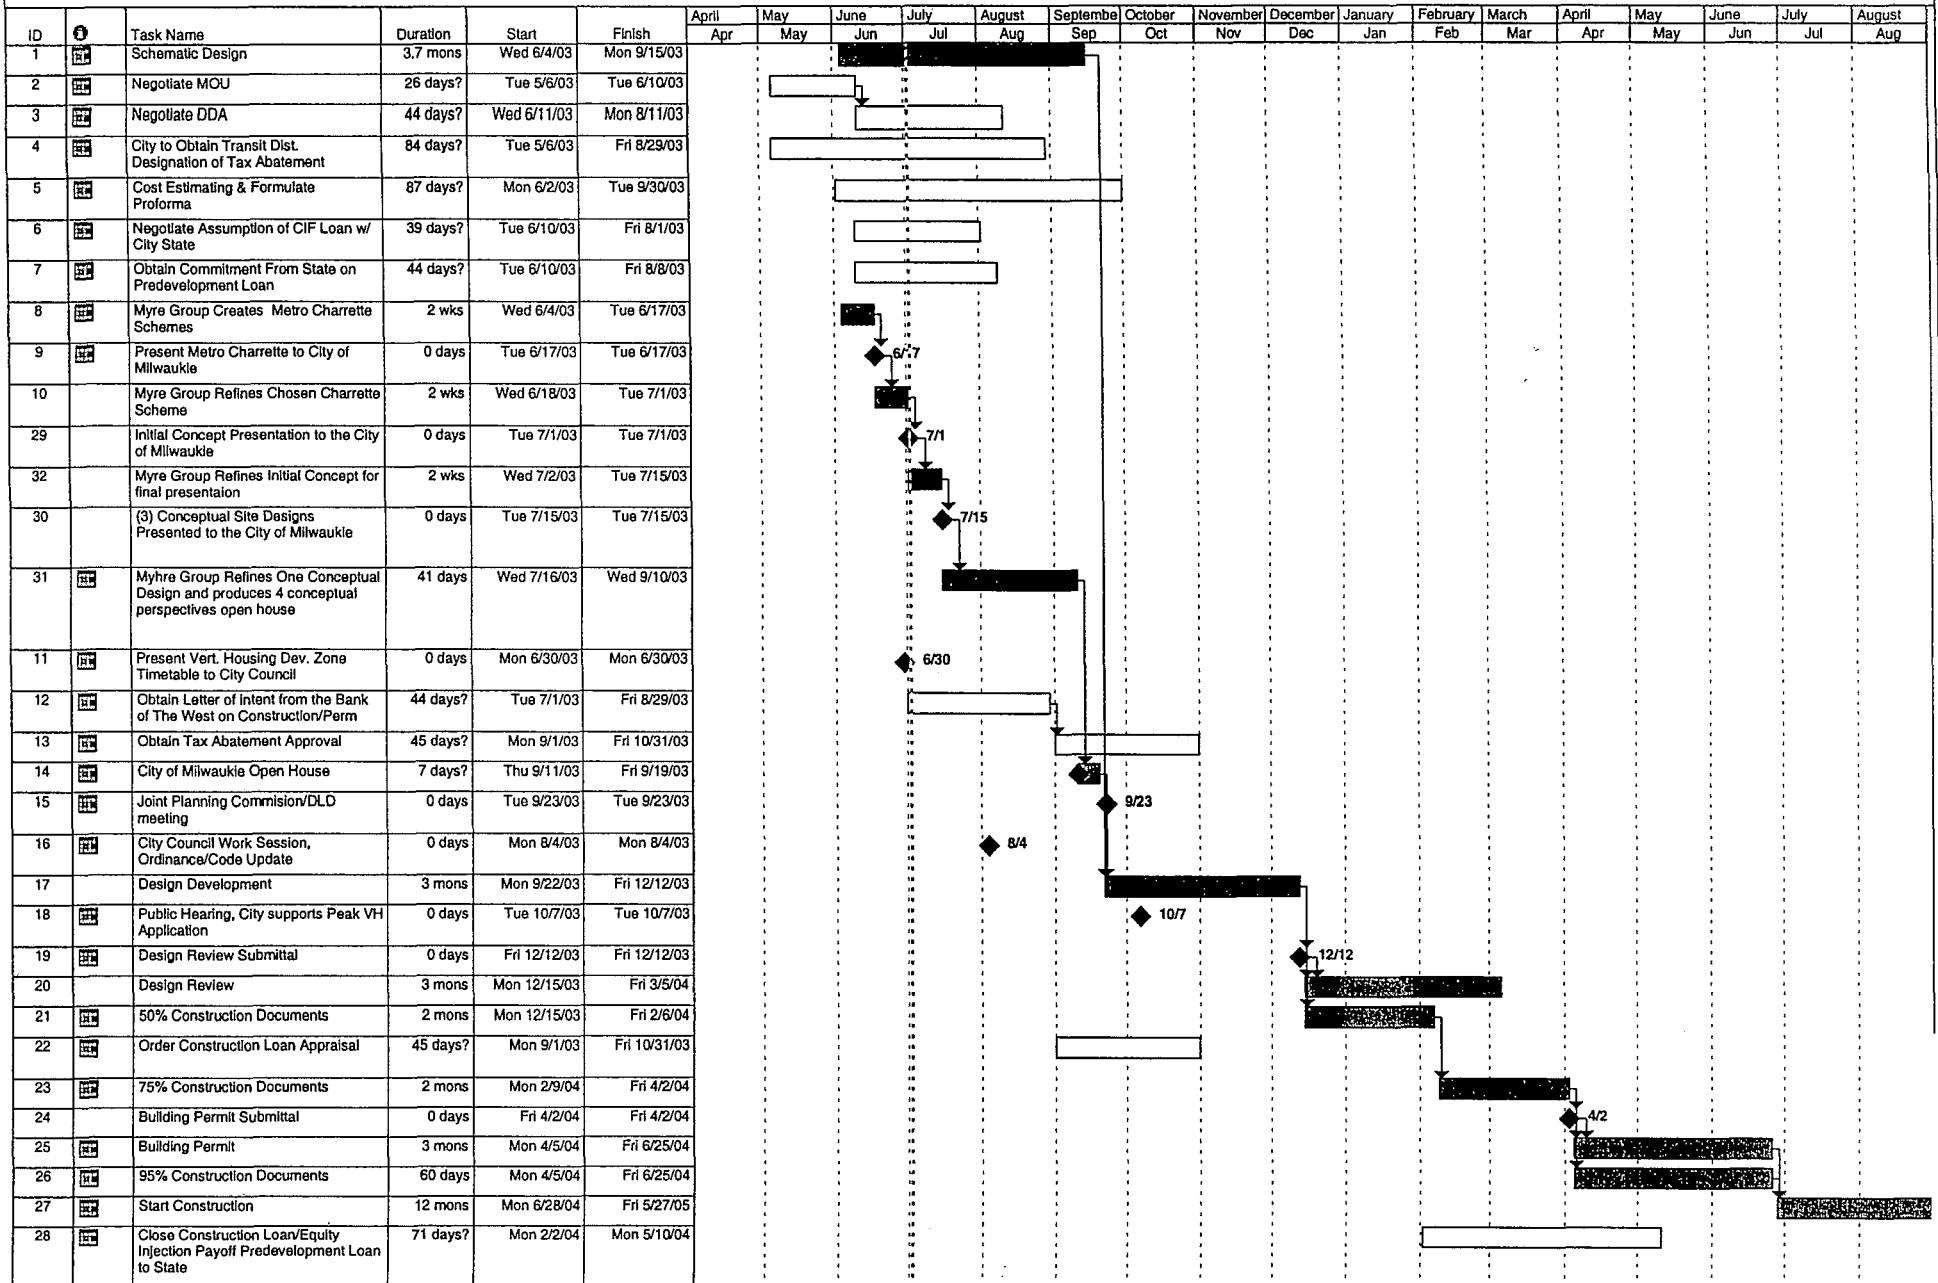 April May June July August Septembe October November December January February March April May June July August
ID Task Name Duration Start Finish Apr May Jun Jul Aug Sep Oct Nov Dec Jan Feb Mar Apr May Jun Jul Aug
1 Schematic Design 3.7 mons Wed 6/4/03 Mon 9/15/03
2 Negotiate MOU 26 days? Tue 5/6/03 Tue 6/10/03
3 Negotiate DDA 44 days? Wed 6/11/03 Mon 8/11/03
4 City to Obtain Transit Dist. 84 days? Tue 5/6/03 Fri 8/29/03
Designation of Tax Abatement
5 Cost Estimating & Formulate 87 days? Mon 6/2/03 Tue 9/30/03
Proforma
6 Negotiate Assumption of CIF Loan w/ 39 days? Tue 6/10/03 Fri 8/1/03
City State
7 Obtain Commitment From State on 44 days? Tue 6/10/03 Fri 8/8/03
Predevelopment Loan
8 Myre Group Creates Metro Charrette 2 wks Wed 6/4/03 Tue 6/17/03
Schemes
9 Present Metro Charrette to City of 0 days Tue 6/17/03 Tue 6/17/03
Milwaukie
10 Myre Group Refines Chosen Charrette 2 wks Wed 6/18/03 Tue 7/1/03
Scheme
29 Initial Concept Presentation to the City 0 days Tue 7/1/03 Tue 7/1/03 7/1
of Milwaukie
32 Myre Group Refines Initial Concept for 2 wks Wed 7/2/03 Tue 7/15/03
final presentaion
30 (3) Conceptual Site Designs 0 days Tue 7/15/03 Tue 7/15/03 7/15
Presented to the City of Milwaukie
31 Myhre Group Refines One Conceptual 41 days Wed 7/16/03 Wed 9/10/03
Design and produces 4 conceptual
perspectives open house
11 Present Vert. Housing Dev. Zone 0 days Mon 6/30/03 Mon 6/30/03 6/30
Timetable to City Council
12 Obtain Letter of Intent from the Bank 44 days? Tue 7/1/03 Fri 8/29/03
of The West on Construction/Perm
13 Obtain Tax Abatement Approval 45 days? Mon 9/1/03 Fri 10/31/03
14 City of Milwaukie Open House 7 days? Thu 9/11/03 Fri 9/19/03
15 Joint Planning Commision/DLD 0 days Tue 9/23/03 Tue 9/23/03 9/23
meeting
16 City Council Work Session, 0 days Mon 8/4/03 Mon 8/4/03 8/4
Ordinance/Code Update
17 Design Development 3 mons Mon 9/22/03 Fri 12/12/03
18 Public Hearing, City supports Peak VH 0 days Tue 10/7/03 Tue 10/7/03 10/7
Application
19 Design Review Submittal 0 days Fri 12/12/03 Fri 12/12/03 12/12
20 Design Review 3 mons Mon 12/15/03 Fri 3/5/04
21 50% Construction Documents 2 mons Mon 12/15/03 Fri 2/6/04
22 Order Construction Loan Appraisal 45 days? Mon 9/1/03 Fri 10/31/03
23 75% Construction Documents 2 mons Mon 2/9/04 Fri 4/2/04
24 Building Permit Submittal 0 days Fri 4/2/04 Fri 4/2/04 4/2
25 Building Permit 3 mons Mon 4/5/04 Fri 6/25/04
26 95% Construction Documents 60 days Mon 4/5/04 Fri 6/25/04
27 Start Construction 12 mons Mon 6/28/04 Fri 5/27/05
28 Close Construction Loan/Equity 71 days? Mon 2/2/04 Mon 5/10/04
Injection Payoff Predevelopment Loan
to State